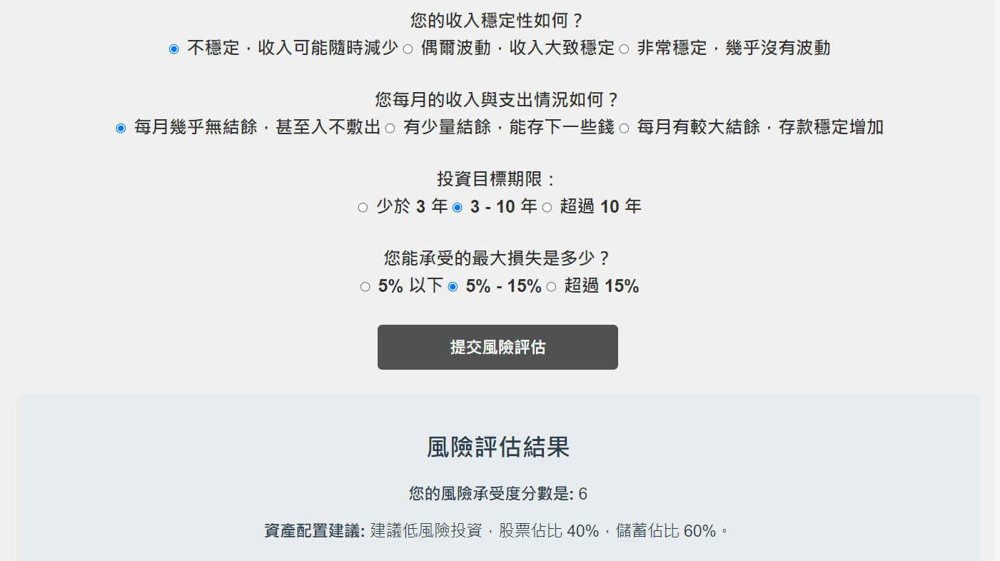 您的收入穩定性如何？
不穩定，收入可能隨時減少 偶爾波動，收入大致穩定 非常穩定，幾乎沒有波動
您每月的收入與支出情況如何？
每月幾乎無結餘，甚至入不敷出 有少量結餘，能存下一些錢 每月有較大結餘，存款穩定增加
投資目標期限：
少於 3 年 3 - 10 年 超過 10 年
您能承受的最大損失是多少？
5% 以下 5% - 15% 超過 15%
提交風險評估
風險評估結果
您的風險承受度分數是: 6
資產配置建議: 建議低風險投資，股票佔比 40%，儲蓄佔比 60%。